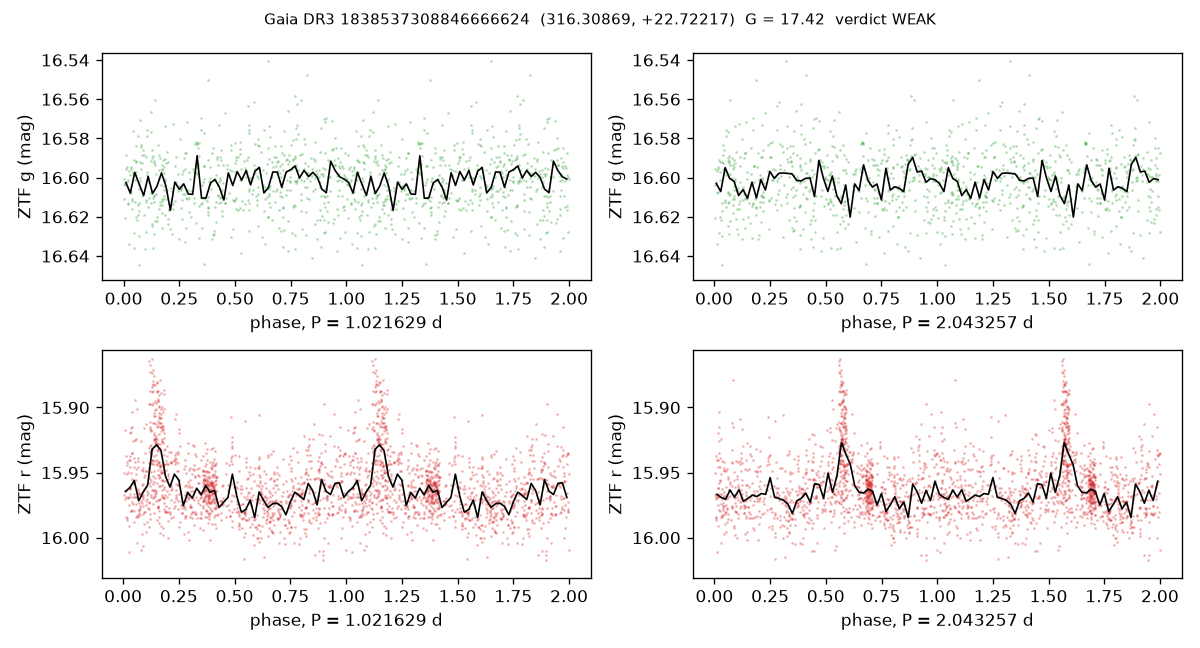 Gaia DR3 1838537308846666624  (316.30869, +22.72217)  G = 17.42  verdict WEAK
ZTF g (mag)
16.54
16.56
16.58
16.60
16.62
16.64
0.00 0.25 0.50 0.75 1.00 1.25 1.50 1.75 2.00
phase, P = 1.021629 d
ZTF g (mag)
16.54
16.56
16.58
16.60
16.62
16.64
0.00 0.25 0.50 0.75 1.00 1.25 1.50 1.75 2.00
phase, P = 2.043257 d
ZTF r (mag)
15.90
15.95
16.00
0.00 0.25 0.50 0.75 1.00 1.25 1.50 1.75 2.00
phase, P = 1.021629 d
ZTF r (mag)
15.90
15.95
16.00
0.00 0.25 0.50 0.75 1.00 1.25 1.50 1.75 2.00
phase, P = 2.043257 d